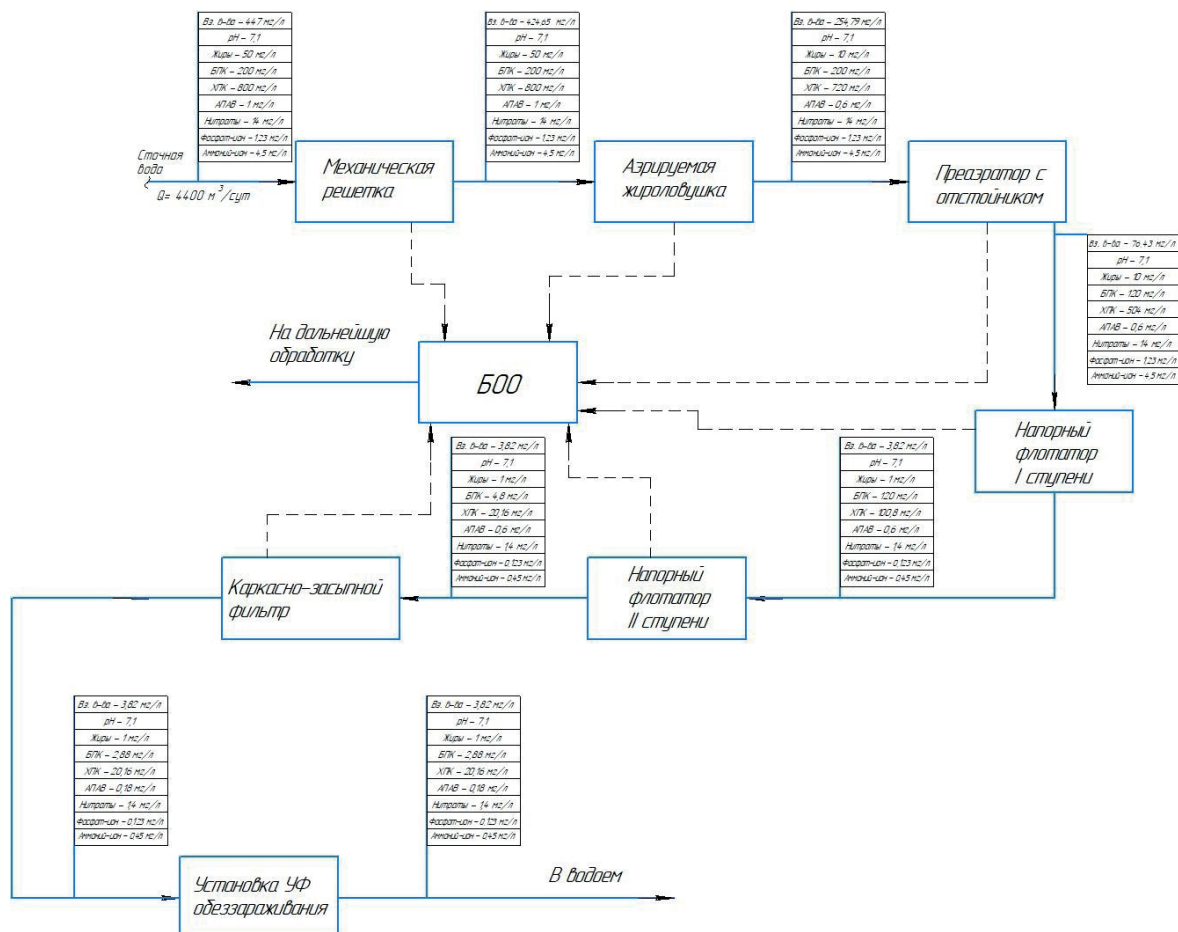 Вз. в-ва – 447 мг/л
pH – 7,1
Жиры – 50 мг/л
БПК – 200 мг/л
ХПК – 800 мг/л
АПАВ – 1 мг/л
Нитраты – 14 мг/л
Фосфат-ион – 1,23 мг/л
Аммоний-ион – 4,5 мг/л
Вз. в-ва – 424,65 мг/л
pH – 7,1
Жиры – 50 мг/л
БПК – 200 мг/л
ХПК – 800 мг/л
АПАВ – 1 мг/л
Нитраты – 14 мг/л
Фосфат-ион – 1,23 мг/л
Аммоний-ион – 4,5 мг/л
Вз. в-ва – 254,79 мг/л
pH – 7,1
Жиры – 10 мг/л
БПК – 200 мг/л
ХПК – 720 мг/л
АПАВ – 0,6 мг/л
Нитраты – 14 мг/л
Фосфат-ион – 1,23 мг/л
Аммоний-ион – 4,5 мг/л
Сточная
вода
Q= 4400 м³/сут
Механическая
решетка
Аэрируемая
жироловушка
Преаэратор с
отстойником
Вз. в-ва – 76,43 мг/л
pH – 7,1
Жиры – 10 мг/л
БПК – 120 мг/л
ХПК – 504 мг/л
АПАВ – 0,6 мг/л
Нитраты – 14 мг/л
Фосфат-ион – 1,23 мг/л
Аммоний-ион – 4,5 мг/л
На дальнейшую
обработку
БОО
Напорный
флотатор
I ступени
Вз. в-ва – 3,82 мг/л
pH – 7,1
Жиры – 1 мг/л
БПК – 4,8 мг/л
ХПК – 20,16 мг/л
АПАВ – 0,6 мг/л
Нитраты – 1,4 мг/л
Фосфат-ион – 0,123 мг/л
Аммоний-ион – 0,45 мг/л
Вз. в-ва – 3,82 мг/л
pH – 7,1
Жиры – 1 мг/л
БПК – 120 мг/л
ХПК – 100,8 мг/л
АПАВ – 0,6 мг/л
Нитраты – 1,4 мг/л
Фосфат-ион – 0,123 мг/л
Аммоний-ион – 0,45 мг/л
Каркасно-засыпной
фильтр
Напорный
флотатор
II ступени
Вз. в-ва – 3,82 мг/л
pH – 7,1
Жиры – 1 мг/л
БПК – 2,88 мг/л
ХПК – 20,16 мг/л
АПАВ – 0,18 мг/л
Нитраты – 1,4 мг/л
Фосфат-ион – 0,123 мг/л
Аммоний-ион – 0,45 мг/л
Вз. в-ва – 3,82 мг/л
pH – 7,1
Жиры – 1 мг/л
БПК – 2,88 мг/л
ХПК – 20,16 мг/л
АПАВ – 0,18 мг/л
Нитраты – 1,4 мг/л
Фосфат-ион – 0,123 мг/л
Аммоний-ион – 0,45 мг/л
Установка УФ
обеззараживания
В водоем